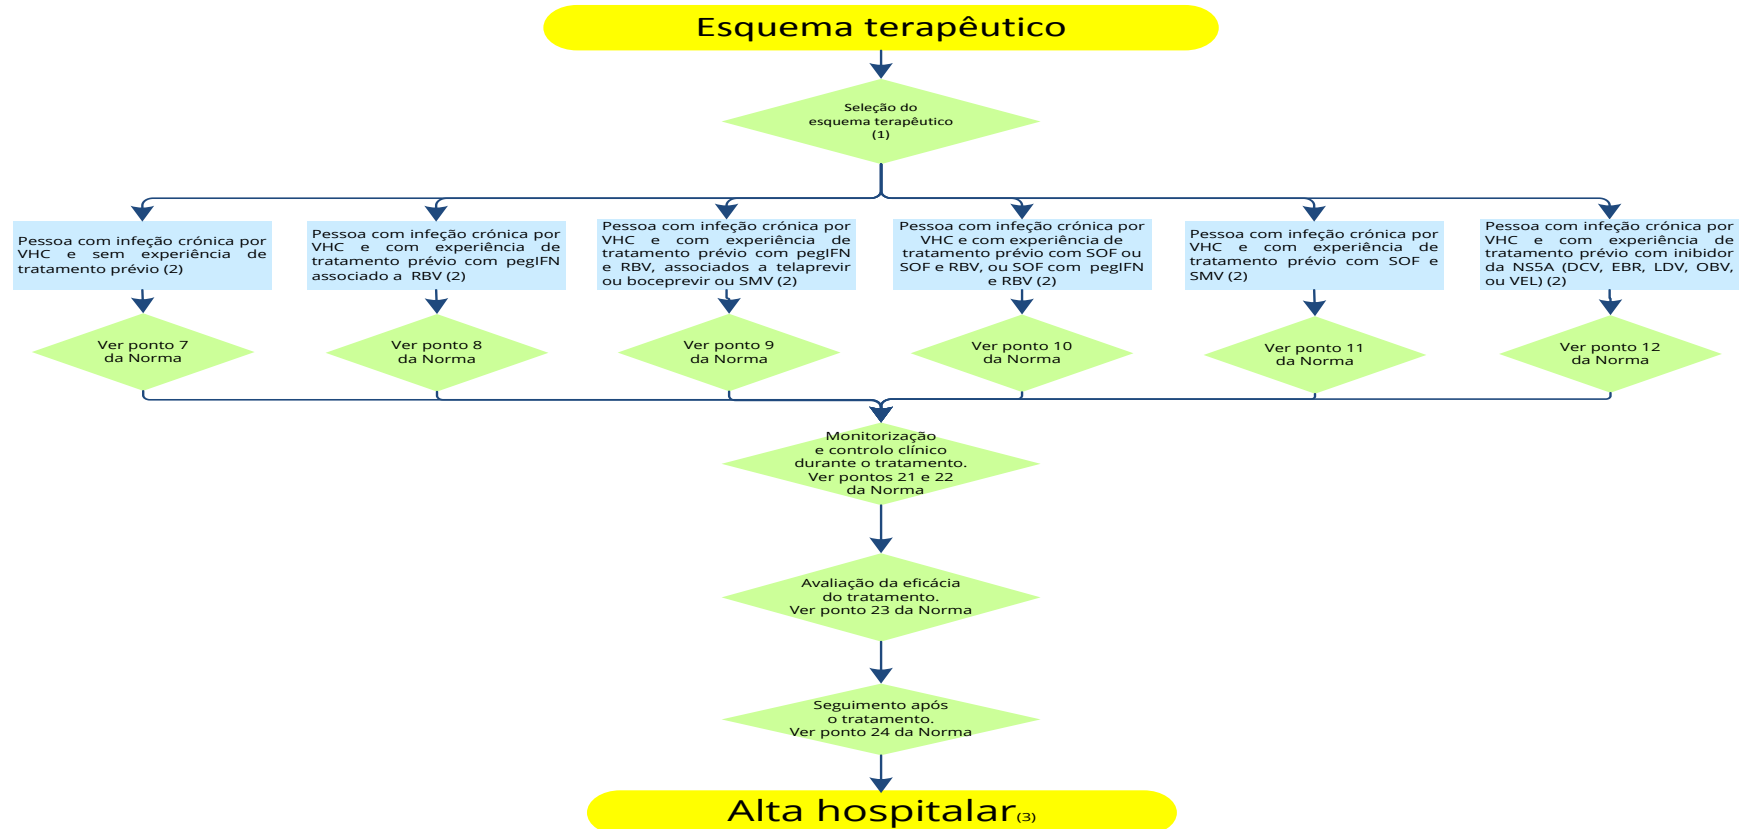 Esquema terapêutico
Seleção do
esquema terapêutico
(1)
Pessoa com infeção crónica por
VHC e sem experiência de
tratamento prévio (2)
Pessoa com infeção crónica por
VHC e com experiência de
tratamento prévio com pegIFN
associado a RBV (2)
Pessoa com infeção crónica por
VHC e com experiência de
tratamento prévio com pegIFN
e RBV, associados a telaprevir
ou boceprevir ou SMV (2)
Pessoa com infeção crónica por
VHC e com experiência de
tratamento prévio com SOF ou
SOF e RBV, ou SOF com pegIFN
e RBV (2)
Pessoa com infeção crónica por
VHC e com experiência de
tratamento prévio com SOF e
SMV (2)
Pessoa com infeção crónica por
VHC e com experiência de
tratamento prévio com inibidor
da NS5A (DCV, EBR, LDV, OBV,
ou VEL) (2)
Ver ponto 7
da Norma
Ver ponto 8
da Norma
Ver ponto 9
da Norma
Ver ponto 10
da Norma
Ver ponto 11
da Norma
Ver ponto 12
da Norma
Monitorização
e controlo clínico
durante o tratamento.
Ver pontos 21 e 22
da Norma
Avaliação da eficácia
do tratamento.
Ver ponto 23 da Norma
Seguimento após
o tratamento.
Ver ponto 24 da Norma
Alta hospitalar(3)